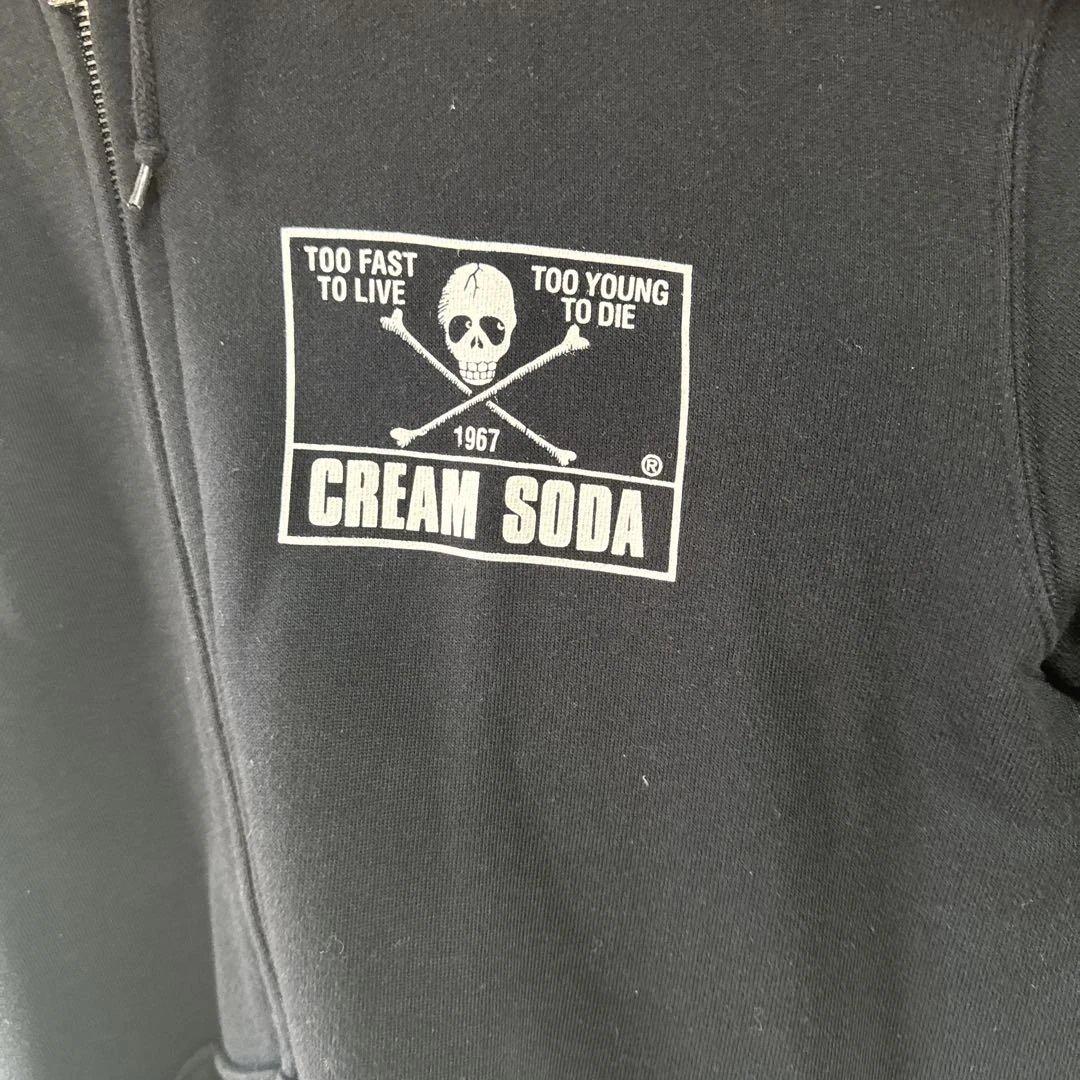 TOO FAST
TO LIVE
TOO YOUNG
TO DIE
1967
®
CREAM SODA